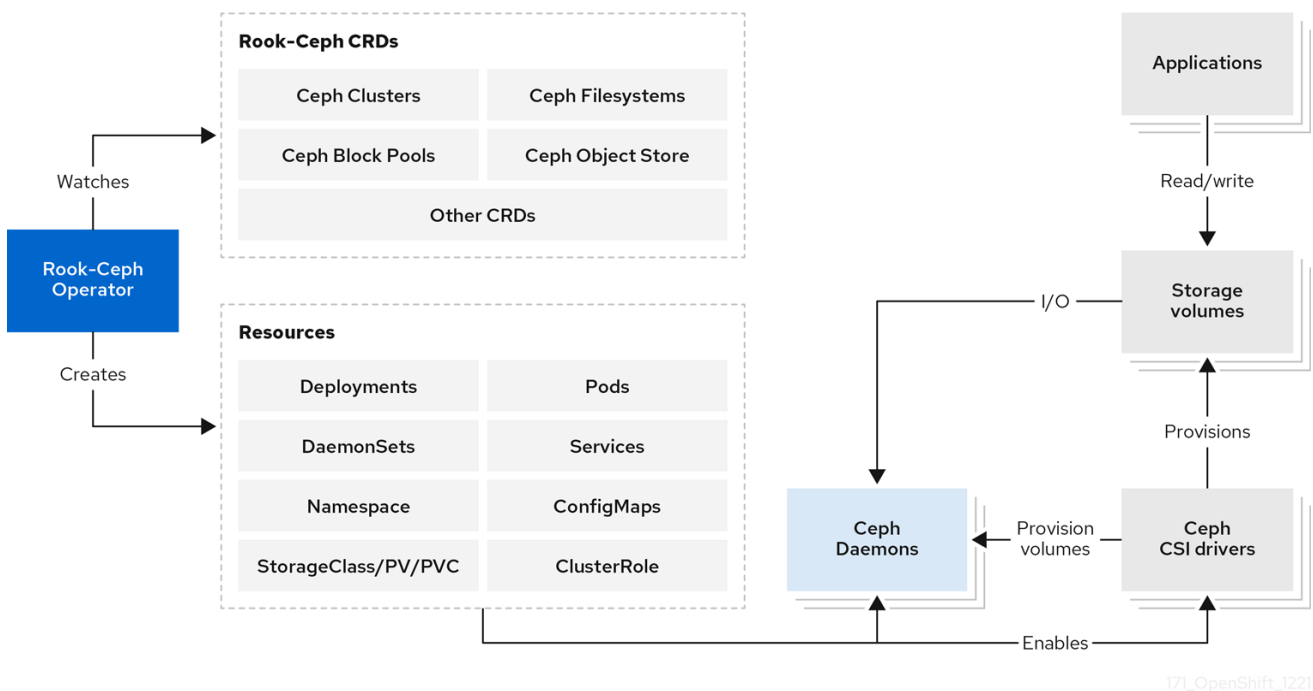 Rook-Ceph CRDs
Ceph Clusters
Ceph Filesystems
Ceph Block Pools
Ceph Object Store
Other CRDs
Watches
Rook-Ceph
Operator
Creates
Resources
Deployments
Pods
DaemonSets
Services
Namespace
ConfigMaps
StorageClass/PV/PVC
ClusterRole
Applications
Read/write
Storage
volumes
I/O
Provisions
Ceph
Daemons
Provision
volumes
Ceph
CSI drivers
Enables
171_OpenShift_1221